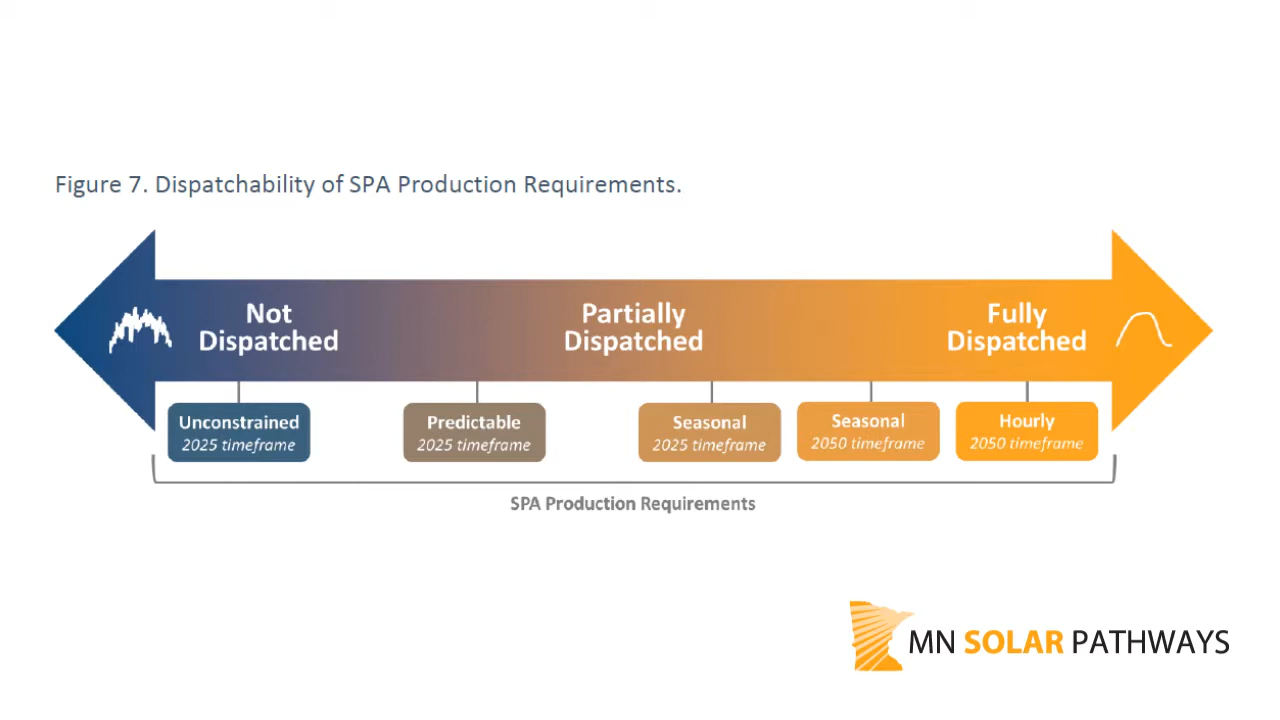 Figure 7. Dispatchability of SPA Production Requirements.
Not
Dispatched
Partially
Dispatched
Fully
Dispatched
Unconstrained
2025 timeframe
Predictable
2025 timeframe
Seasonal
2025 timeframe
Seasonal
2050 timeframe
Hourly
2050 timeframe
SPA Production Requirements
MN SOLAR PATHWAYS